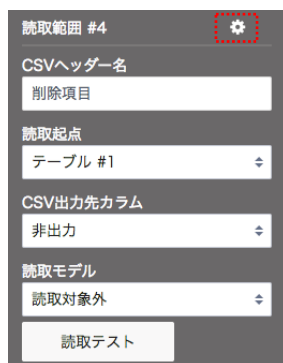 読取範囲 #4
CSVヘッダー名
削除項目
読取起点
テーブル #1
CSV出力先カラム
非出力
読取モデル
読取対象外
読取テスト